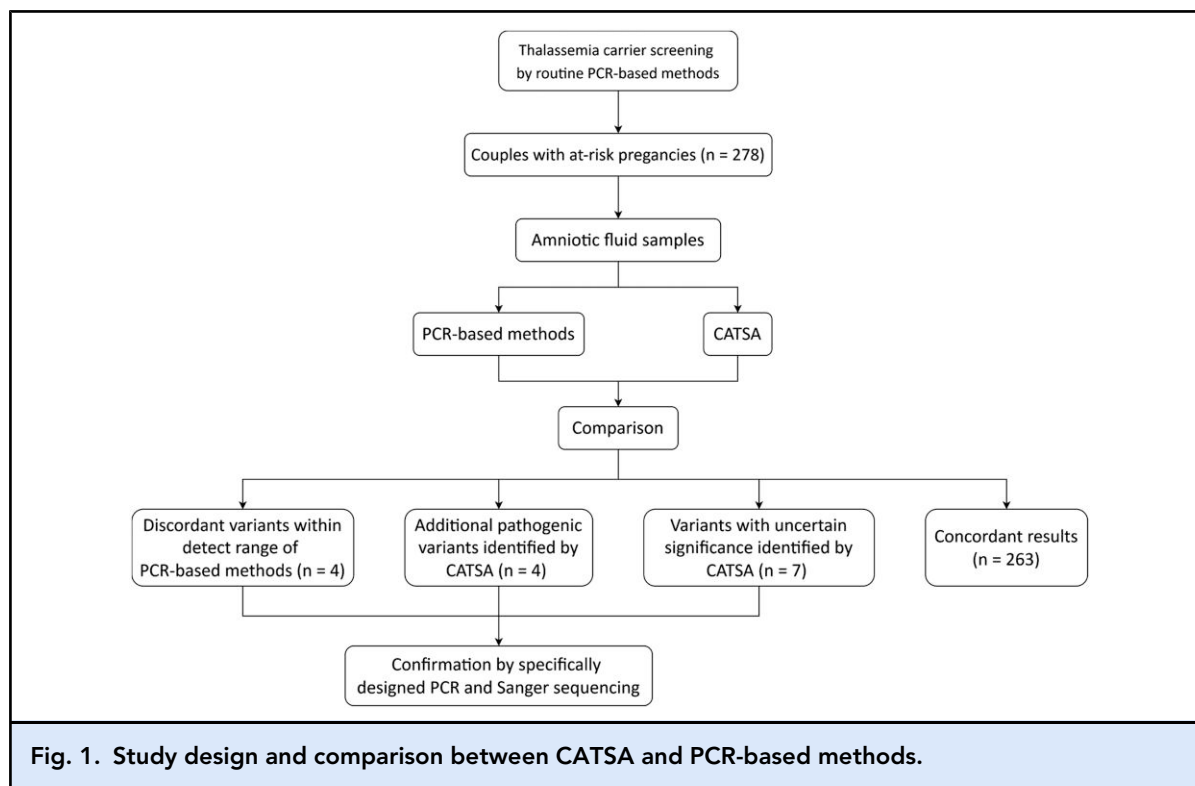 Thalassemia carrier screening
by routine PCR-based methods
Couples with at-risk pregancies (n = 278)
Amniotic fluid samples
PCR-based methods
CATSA
Comparison
Discordant variants within
detect range of
PCR-based methods (n = 4)
Additional pathogenic
variants identified by
CATSA (n = 4)
Variants with uncertain
significance identified by
CATSA (n = 7)
Concordant results
(n = 263)
Confirmation by specifically
designed PCR and Sanger sequencing
Fig. 1. Study design and comparison between CATSA and PCR-based methods.